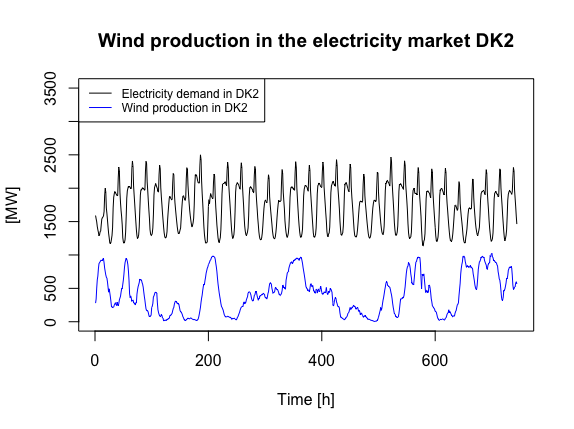 Wind production in the electricity market DK2
Electricity demand in DK2
Wind production in DK2
[MW]
3500
2500
1500
500
0
0
200
400
600
Time [h]